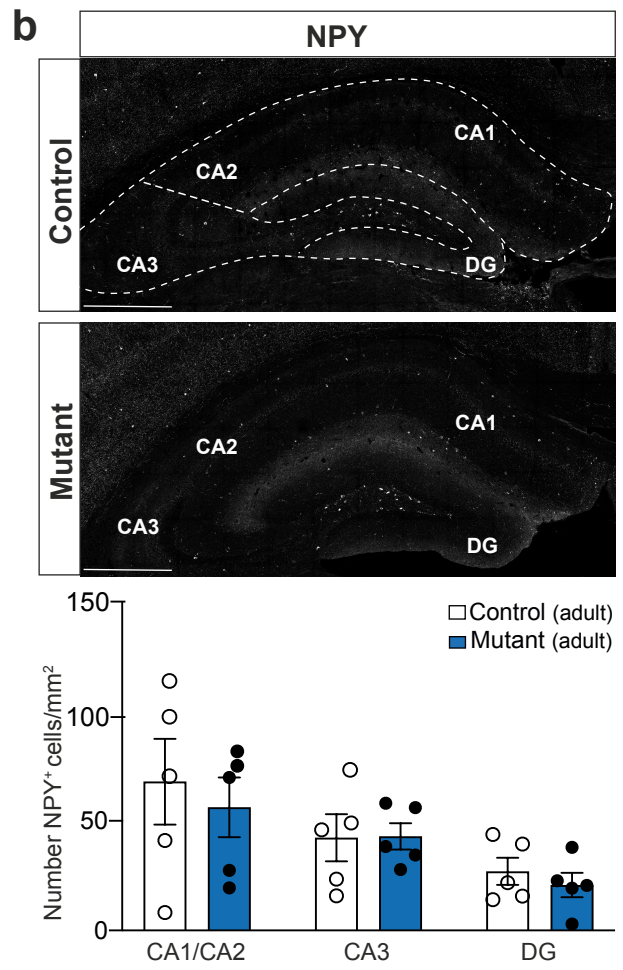 b
NPY
Control
CA1
CA2
CA3
DG
Mutant
CA1
CA2
CA3
DG
Number NPY⁺ cells/mm²
150
100
50
0
Control (adult)
Mutant (adult)
CA1/CA2
CA3
DG